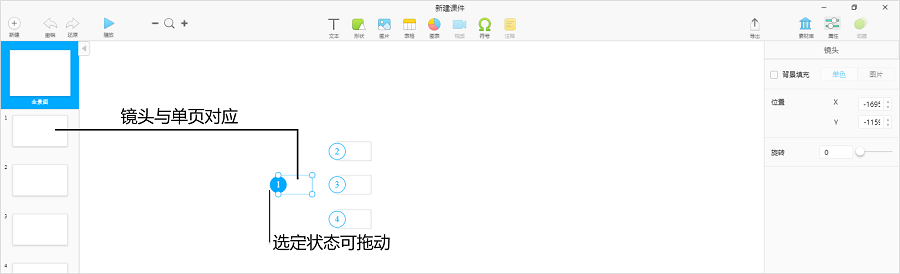 新建课件
新建 撤销 还原 播放 文本 形状 图片 表格 图表 视频 符号 注释 导出 素材库 属性 动画
全景图
1
2
3
4
镜头与单页对应
2
1
3
4
选定状态可拖动
镜头
背景填充 单色 图片
位置 X -1695
Y -1159
旋转 0